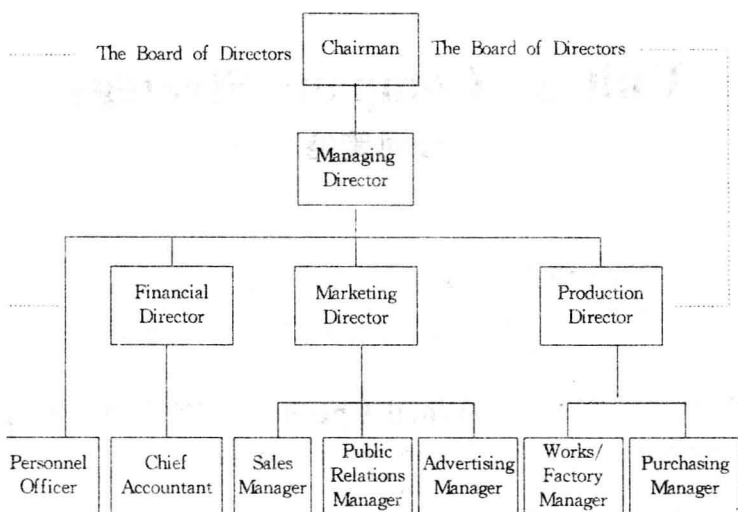 The Board of Directors
Chairman
The Board of Directors
Managing
Director
Financial
Director
Marketing
Director
Production
Director
Personnel
Officer
Chief
Accountant
Sales
Manager
Public
Relations
Manager
Advertising
Manager
Works/
Factory
Manager
Purchasing
Manager